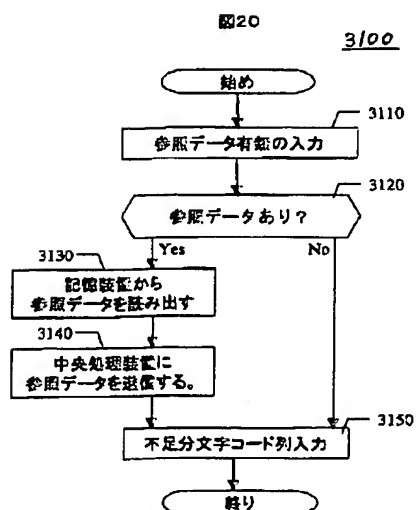 図20
3100
始め
3110
参照データ有無の入力
3120
参照データあり?
Yes
No
3130
記憶装置から
参照データを読み出す
3140
中央処理装置に
参照データを送信する。
3150
不足分文字コード列入力
終り